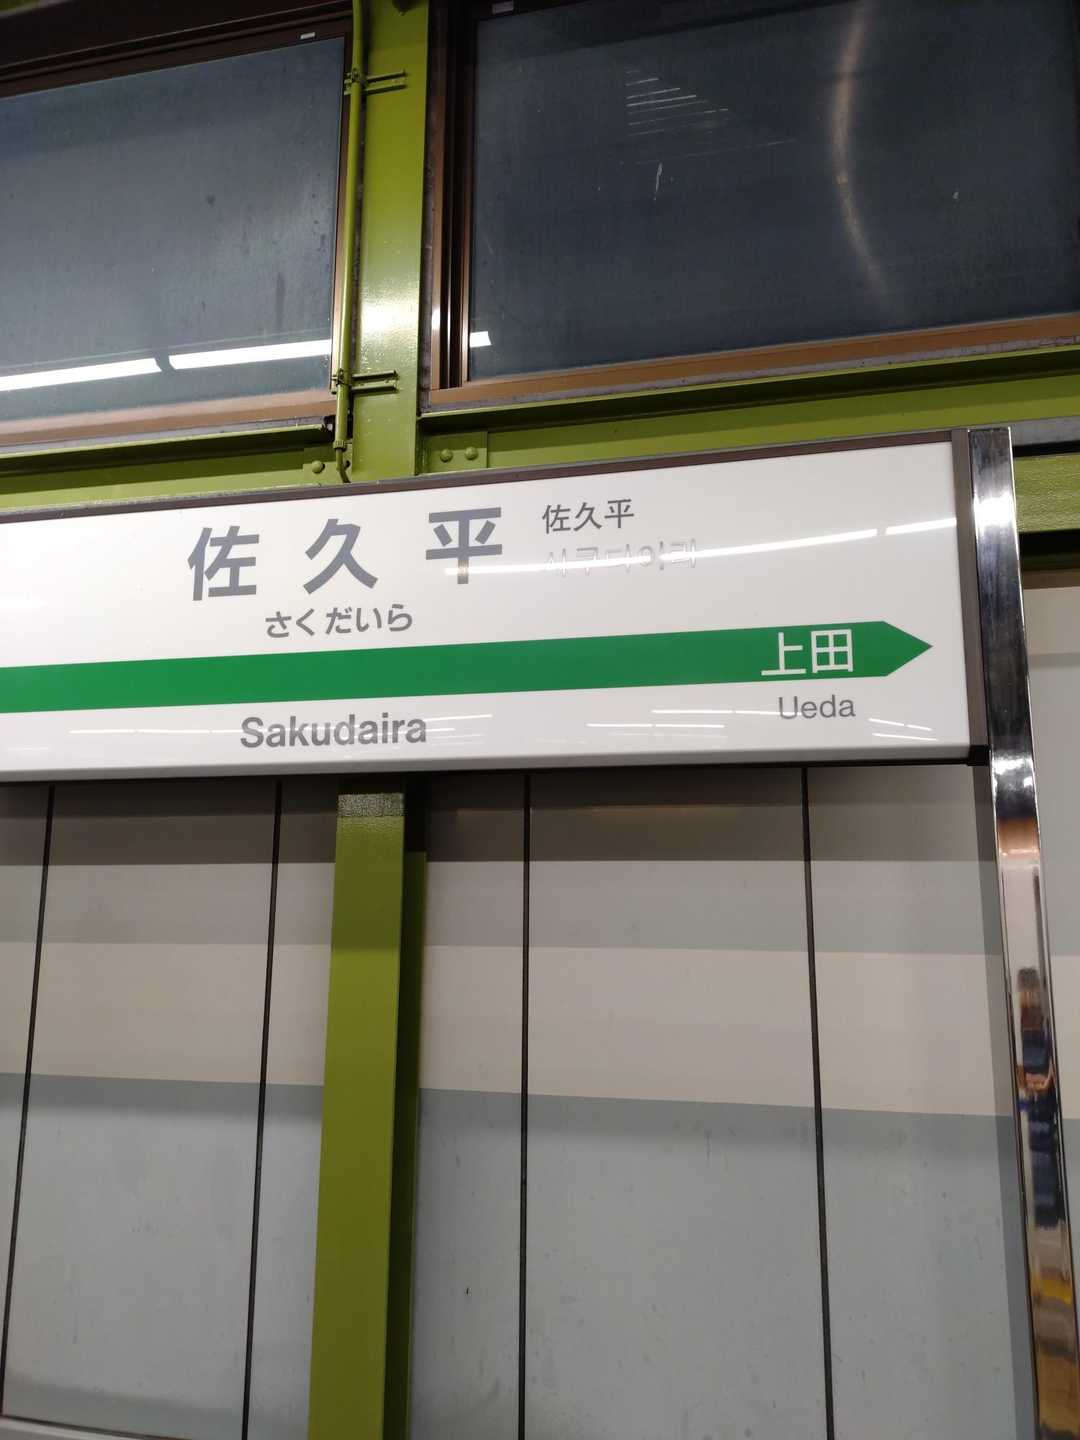 佐久平
佐久平
사쿠다이라
さくだいら
上田
Sakudaira
Ueda